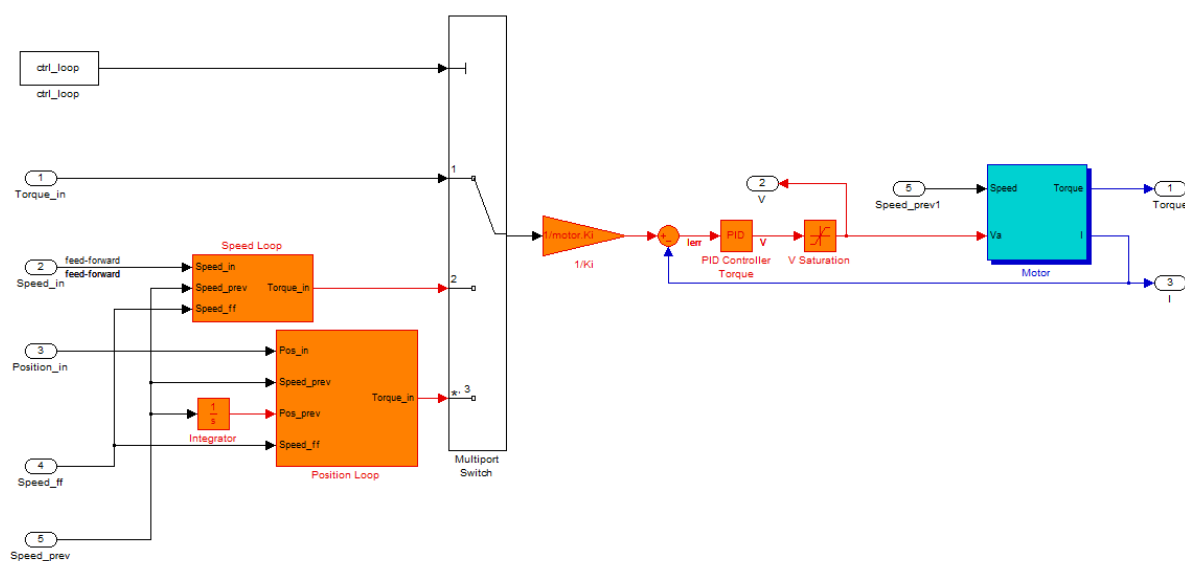 ctrl_loop
ctrl_loop
1
Torque_in
2
Speed_in
feed-forward
feed-forward
Speed Loop
Speed_in
Speed_prev
Speed_ff
Torque_in
3
Position_in
Pos_in
Speed_prev
Pos_prev
Speed_ff
Torque_in
Position Loop
1
s
Integrator
4
Speed_ff
5
Speed_prev
1
2
*, 3
Multiport
Switch
1/motor.Ki
1/Ki
+
-
Ierr
PID
PID Controller
Torque
V
V Saturation
2
V
5
Speed_prev1
Speed
Va
Torque
I
Motor
1
Torque
3
I